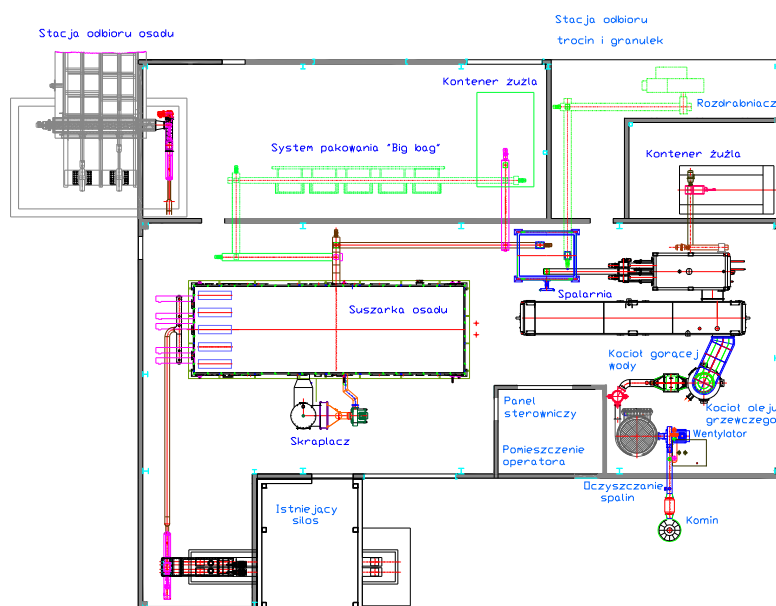 Stacja odbioru
trocin i granulek
Stacja odbioru osadu
Kontener żużla
Rozdrabniacz
System pakowania "Big bag"
Kontener żużla
Spalarnia
Suszarka osadu
Kocioł gorącej
wody
Panel
sterowniczy
Kocioł oleju
grzewczego
Wentylator
Skraplacz
Pomieszczenie
operatora
czyszczanie
spalin
Istniejący
silos
Komin